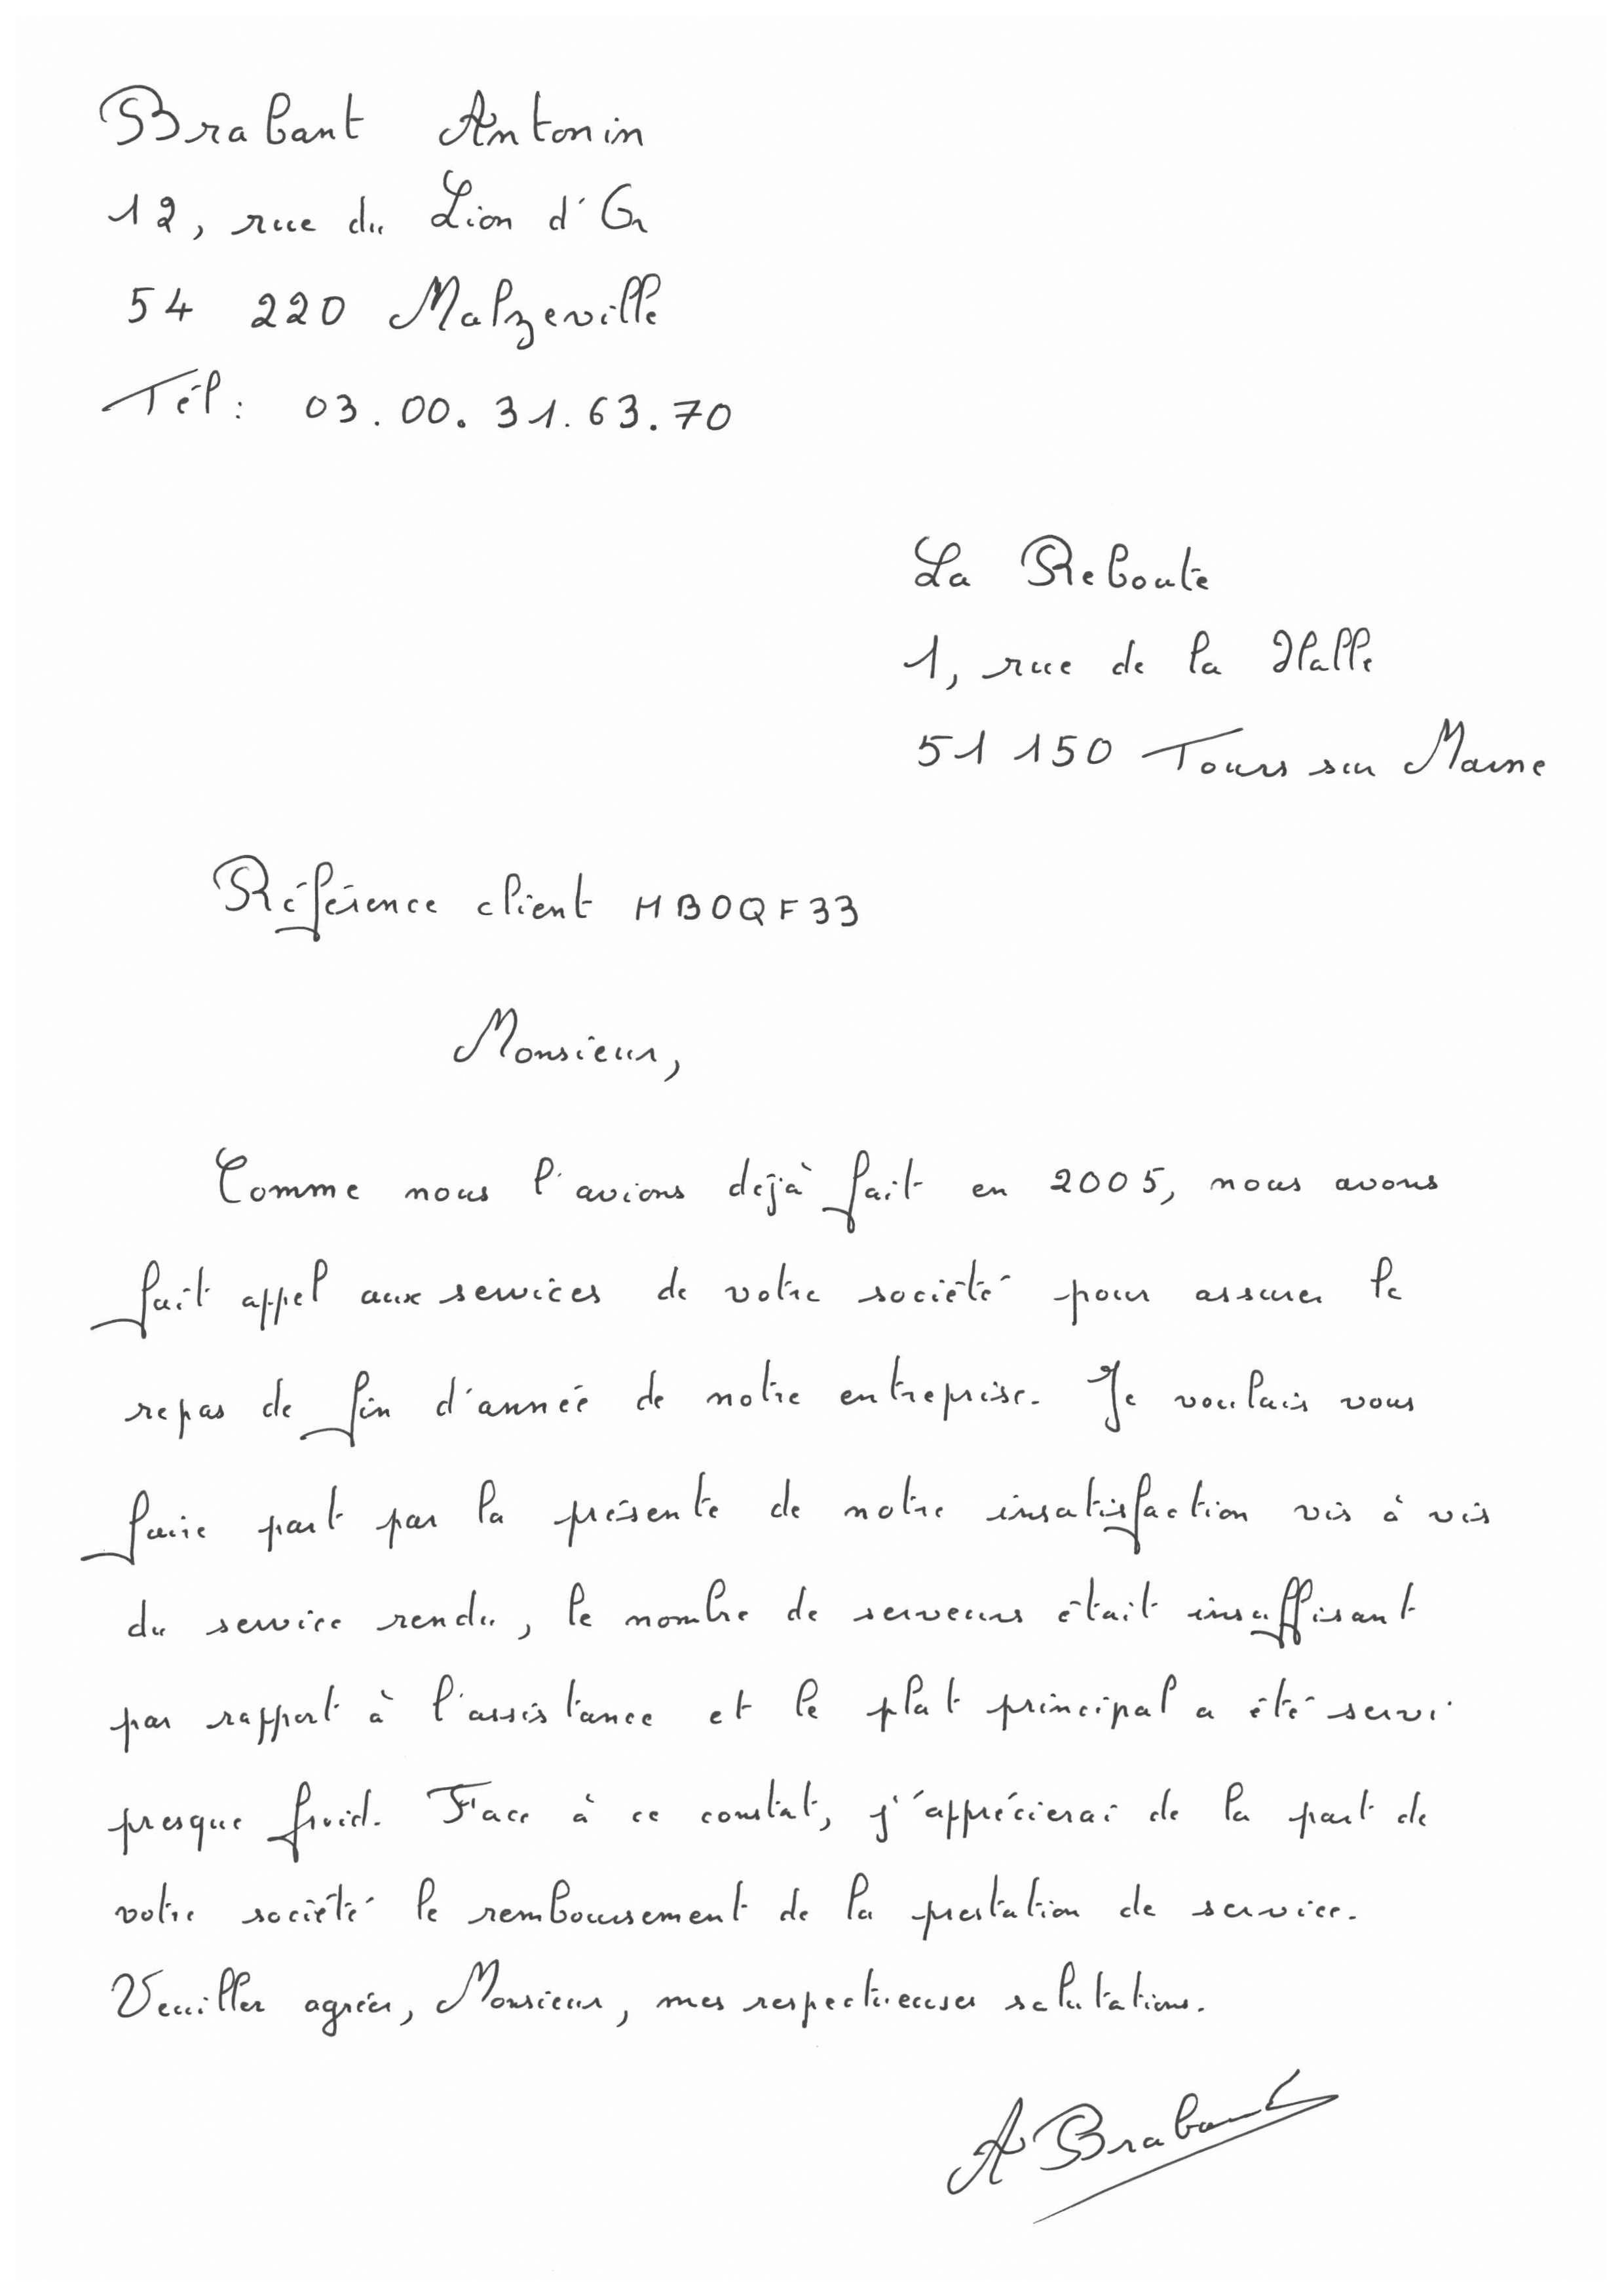 Brabant Antonin
12, rue du Lion d'Or
54 220 Malzeville
Tél : 03.00.31.63.70
La Reboute
1, rue de la Halle
51 150 Tours sur Marne
Référence client HBOQF33
Monsieur,
Comme nous l'avions déjà fait en 2005, nous avons
fait appel aux services de votre société pour assurer le
repas de fin d'année de notre entreprise. Je voulais vous
faire part par la présente de notre insatisfaction vis à vis
du service rendu, le nombre de serveurs était insuffisant
par rapport à l'assistance et le plat principal a été servi
presque froid. Face à ce constat, j'apprécierai de la part de
votre société le remboursement de la prestation de service.
Veuiller agréer, Monsieur, mes respectueuses salutations.
A Brabant